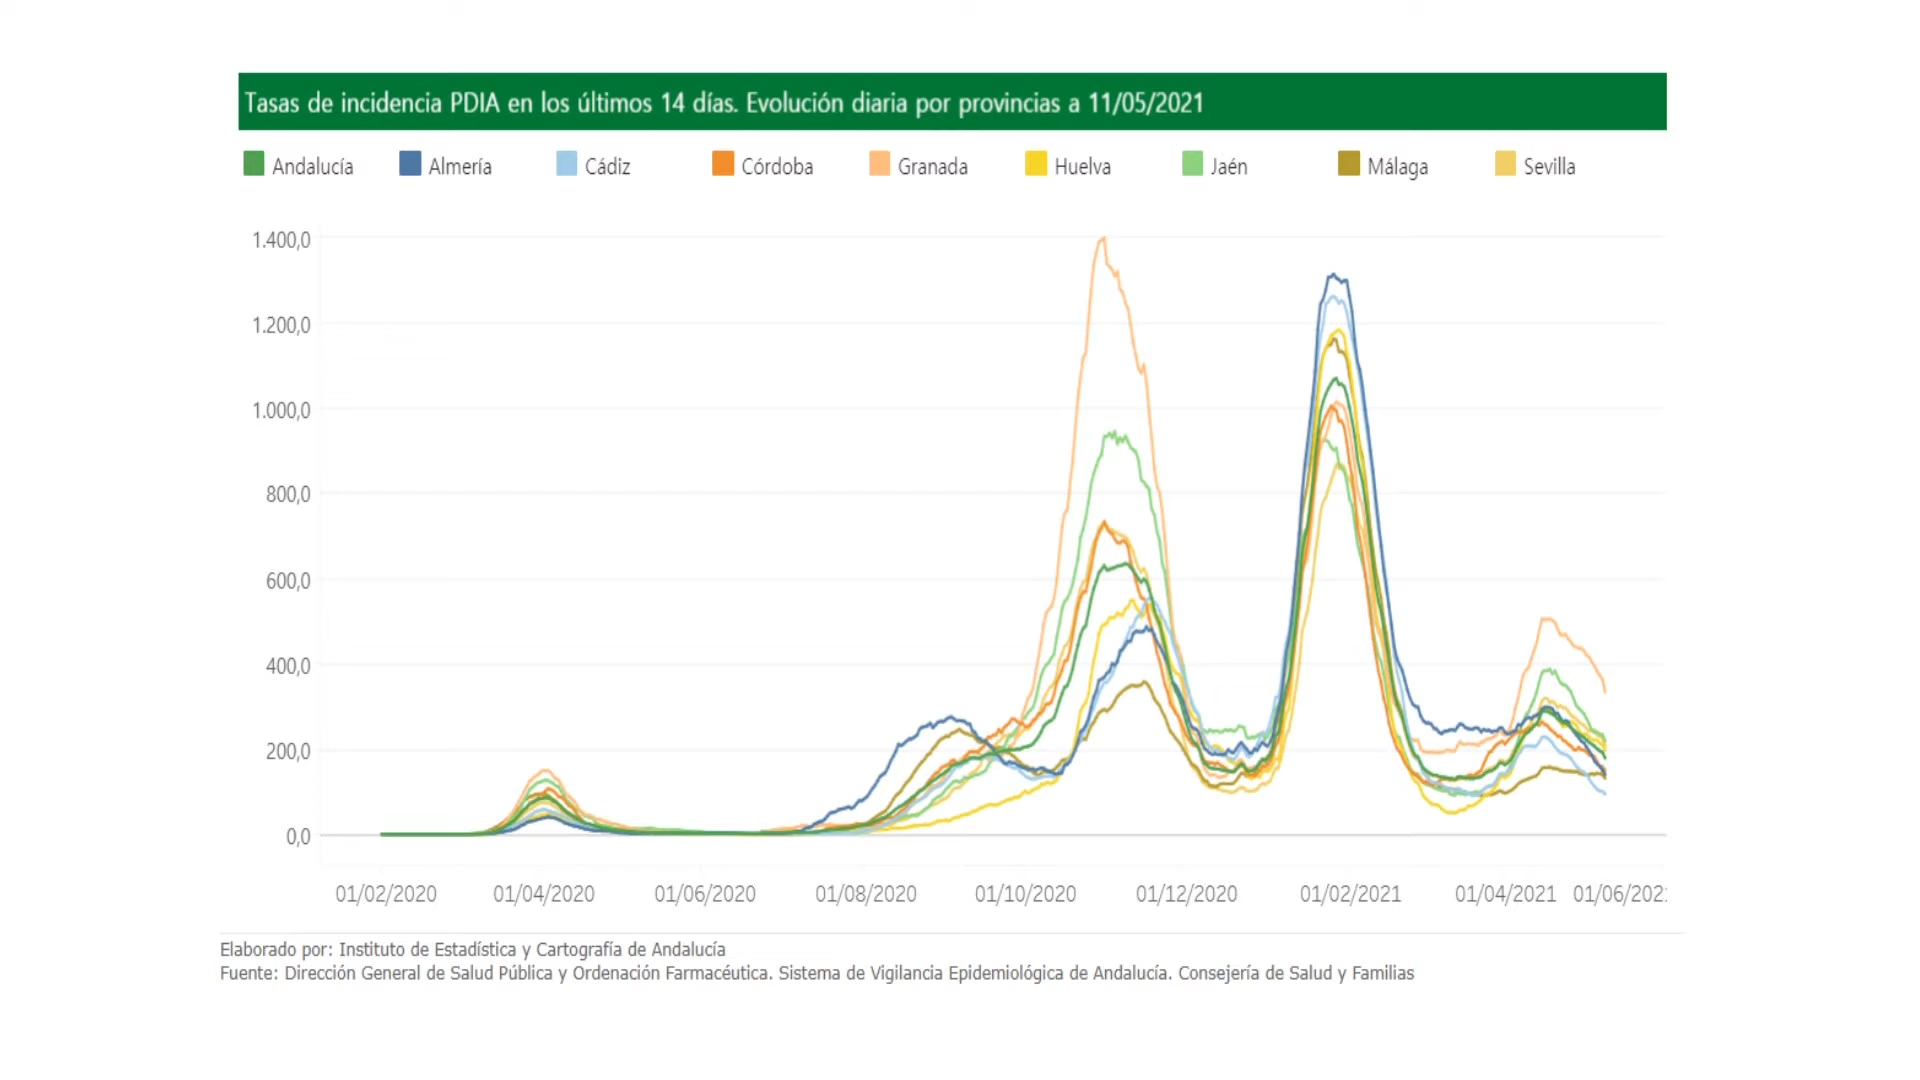 Tasas de incidencia PDIA en los últimos 14 días. Evolución diaria por provincias a 11/05/2021
Andalucía Almería Cádiz Córdoba Granada Huelva Jaén Málaga Sevilla
1.400,0
1.200,0
1.000,0
800,0
600,0
400,0
200,0
0,0
01/02/2020 01/04/2020 01/06/2020 01/08/2020 01/10/2020 01/12/2020 01/02/2021 01/04/2021 01/06/202
Elaborado por: Instituto de Estadística y Cartografía de Andalucía
Fuente: Dirección General de Salud Pública y Ordenación Farmacéutica. Sistema de Vigilancia Epidemiológica de Andalucía. Consejería de Salud y Familias